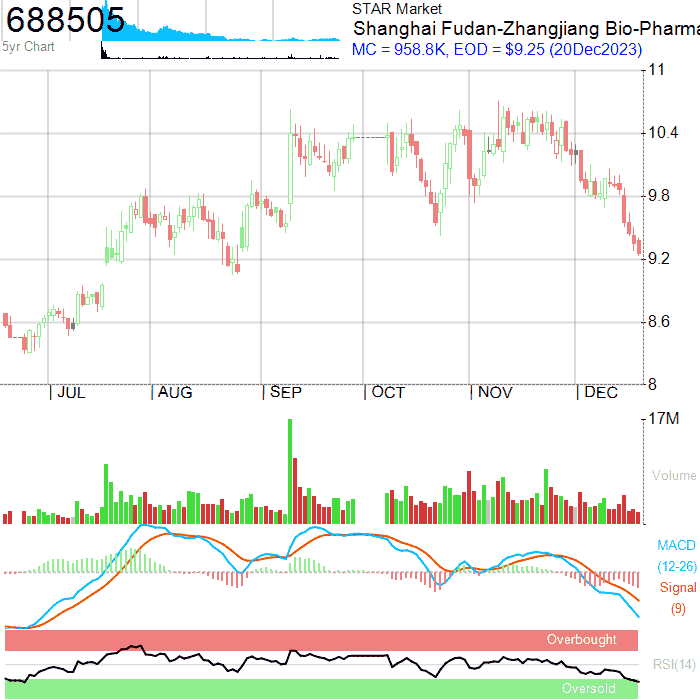 688505
STAR Market
Shanghai Fudan-Zhangjiang Bio-Pharma
5yr Chart
MC = 958.8K, EOD = $9.25 (20Dec2023)
11
10.4
9.8
9.2
8.6
8
JUL AUG SEP OCT NOV DEC
17M
Volume
MACD
(12-26)
Signal
(9)
Overbought
RSI(14)
Oversold